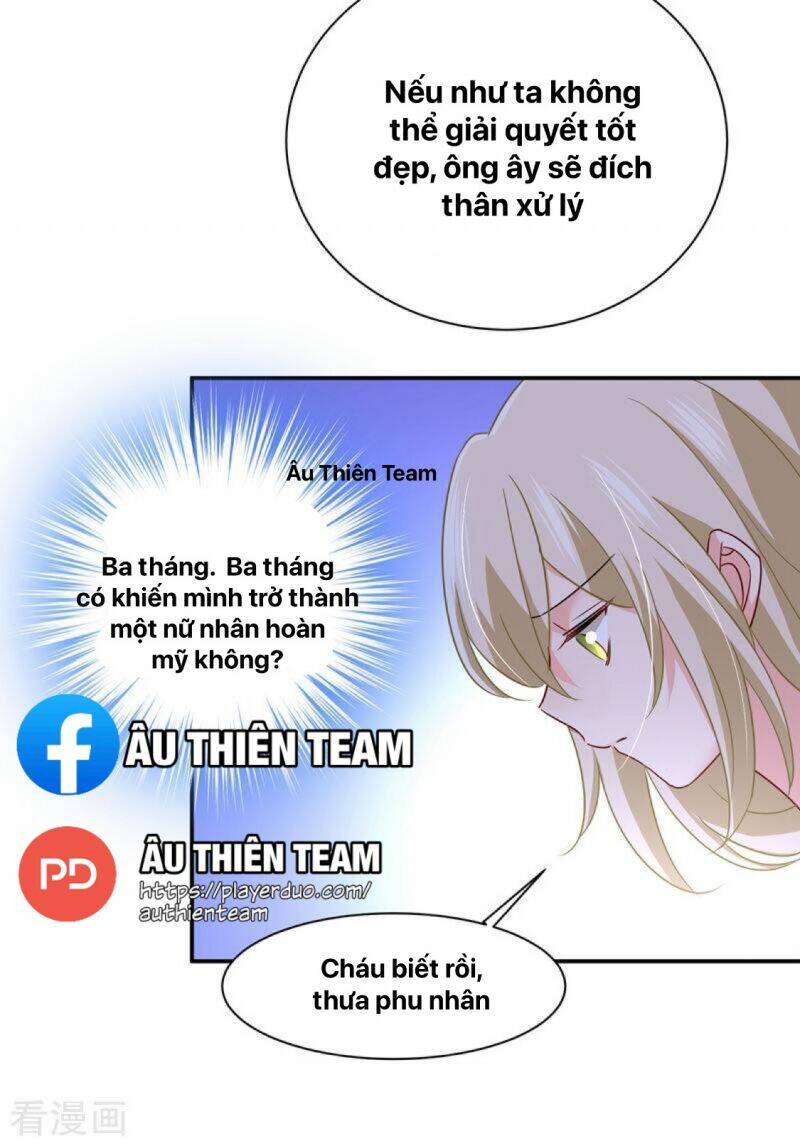 Nếu như ta không
thể giải quyết tốt
đẹp, ông ây sẽ đích
thân xử lý
Âu Thiên Team
Ba tháng. Ba tháng
có khiến mình trở thành
một nữ nhân hoàn
mỹ không?
f ÂU THIÊN TEAM
PD ÂU THIÊN TEAM
https://playerduo.com/
authienteam
Cháu biết rồi,
thưa phu nhân
看漫画